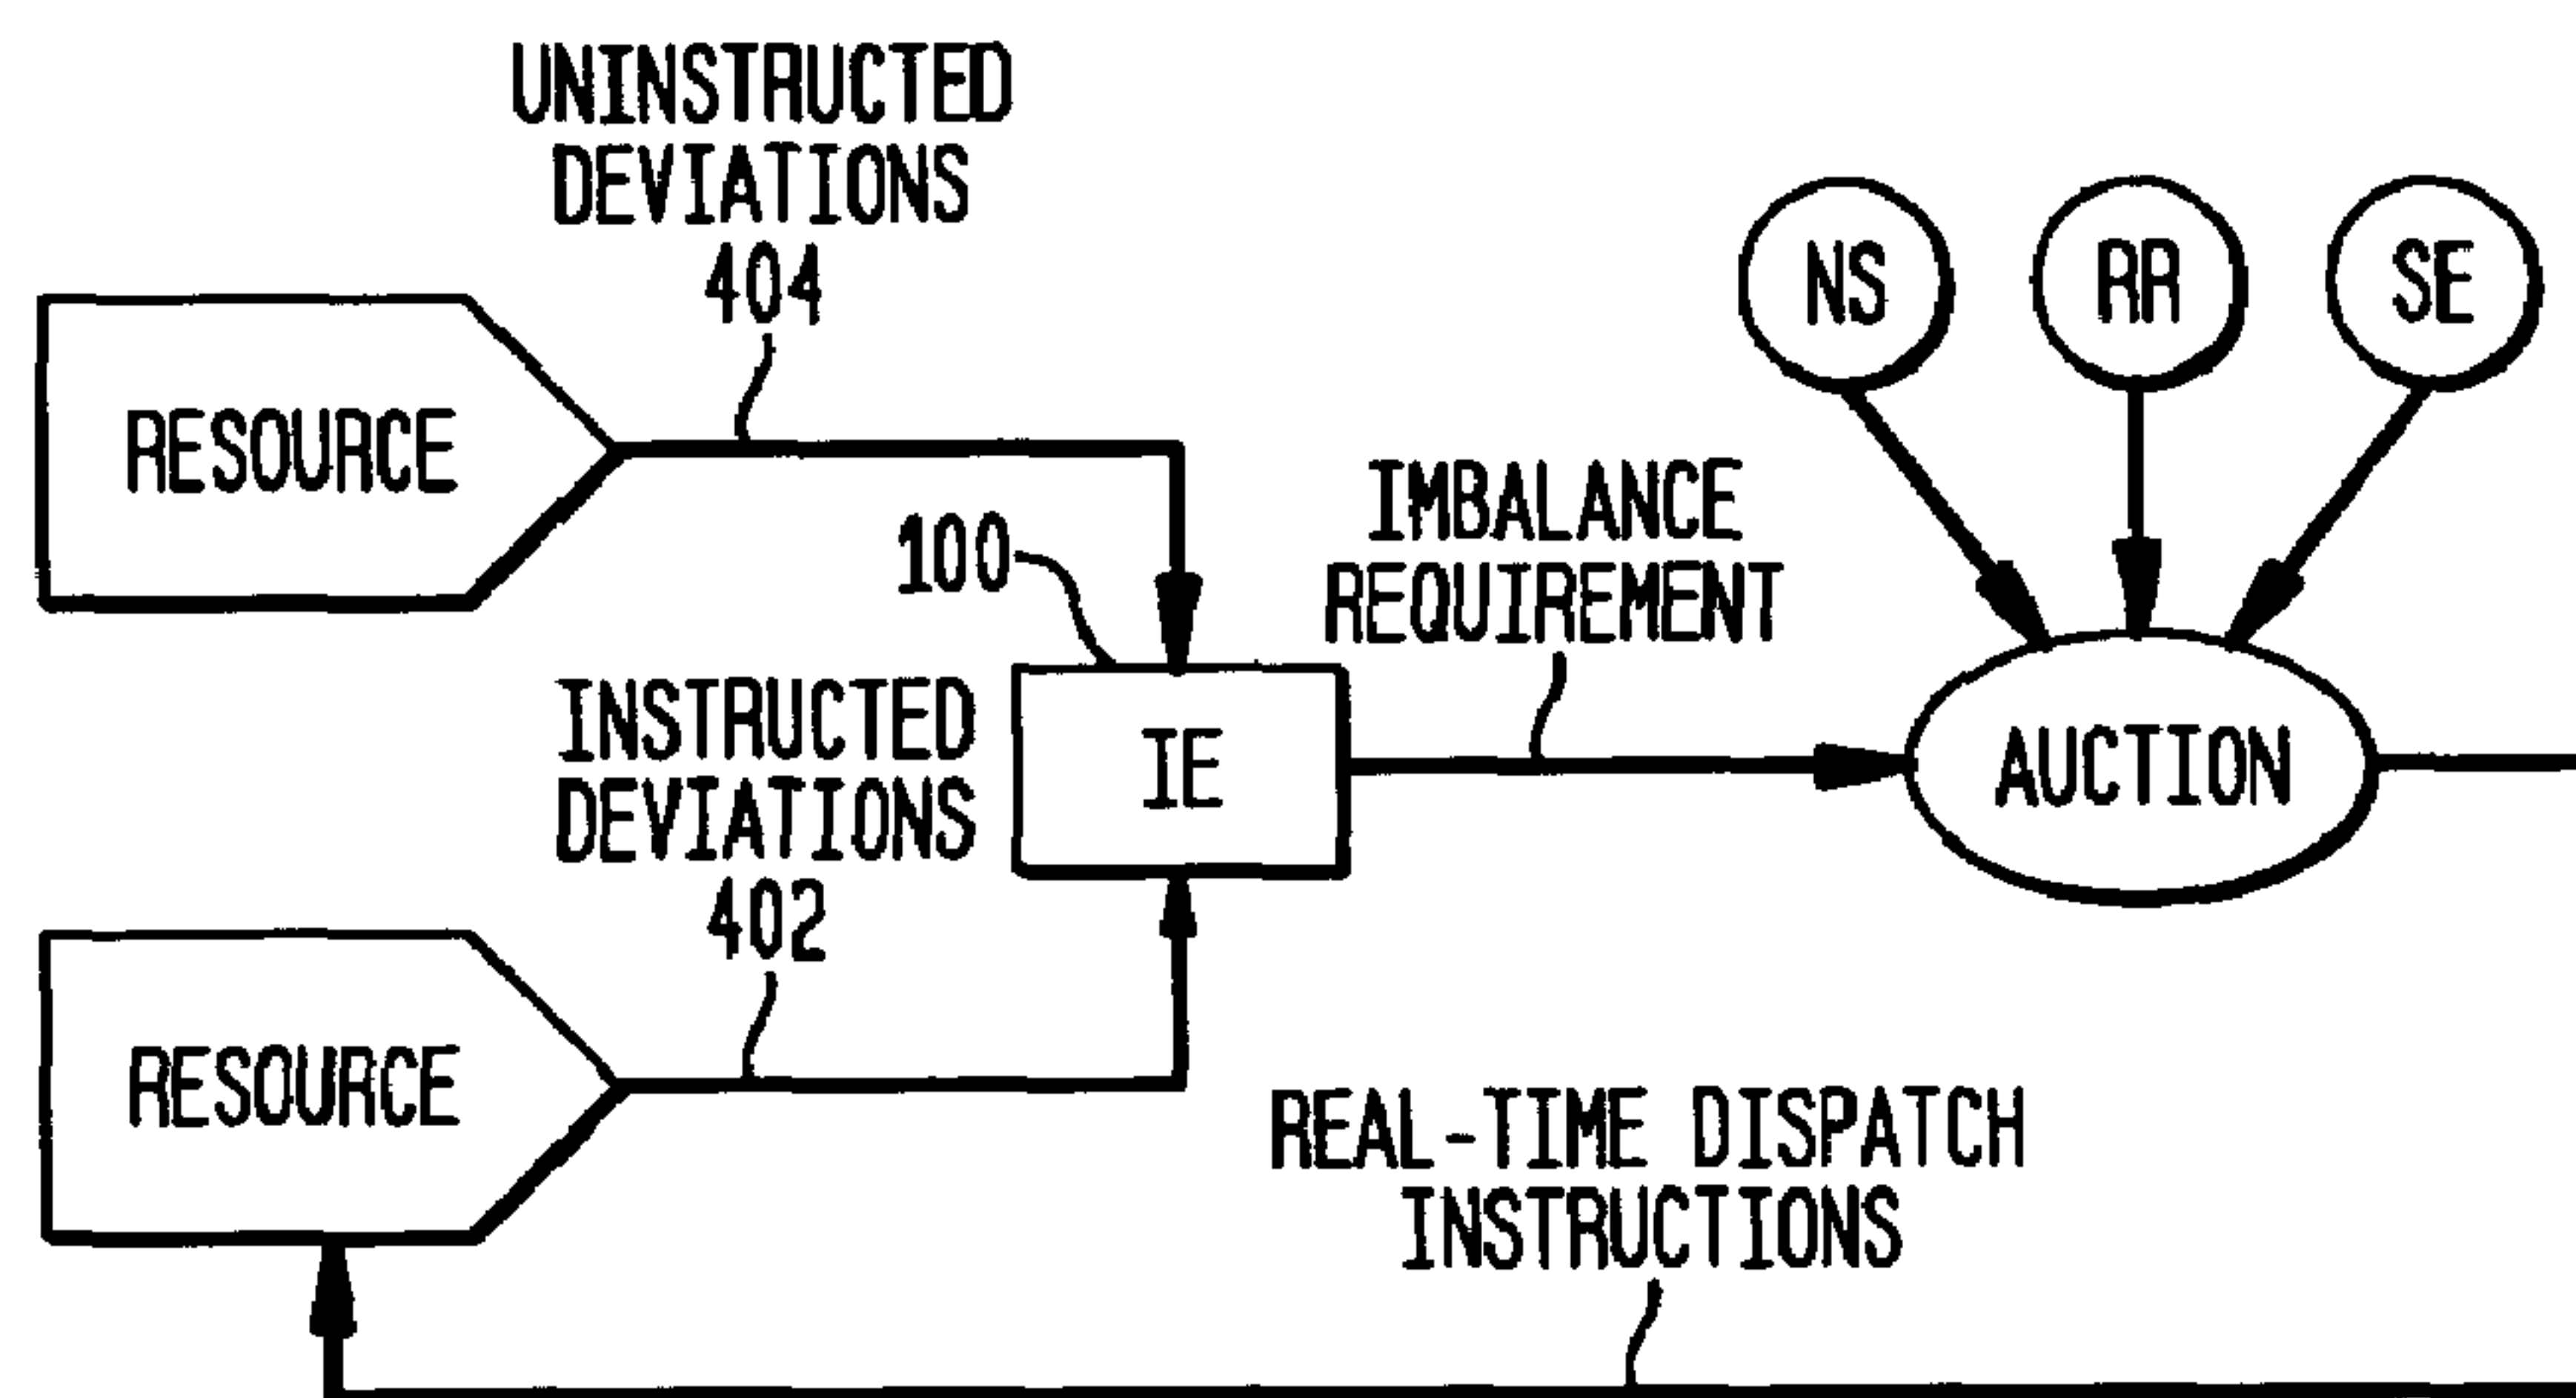 UNINSTRUCTED
DEVIATIONS
404
NS
RR
SE
RESOURCE
IMBALANCE
REQUIREMENT
100
INSTRUCTED
DEVIATIONS
402
IE
AUCTION
RESOURCE
REAL-TIME DISPATCH
INSTRUCTIONS